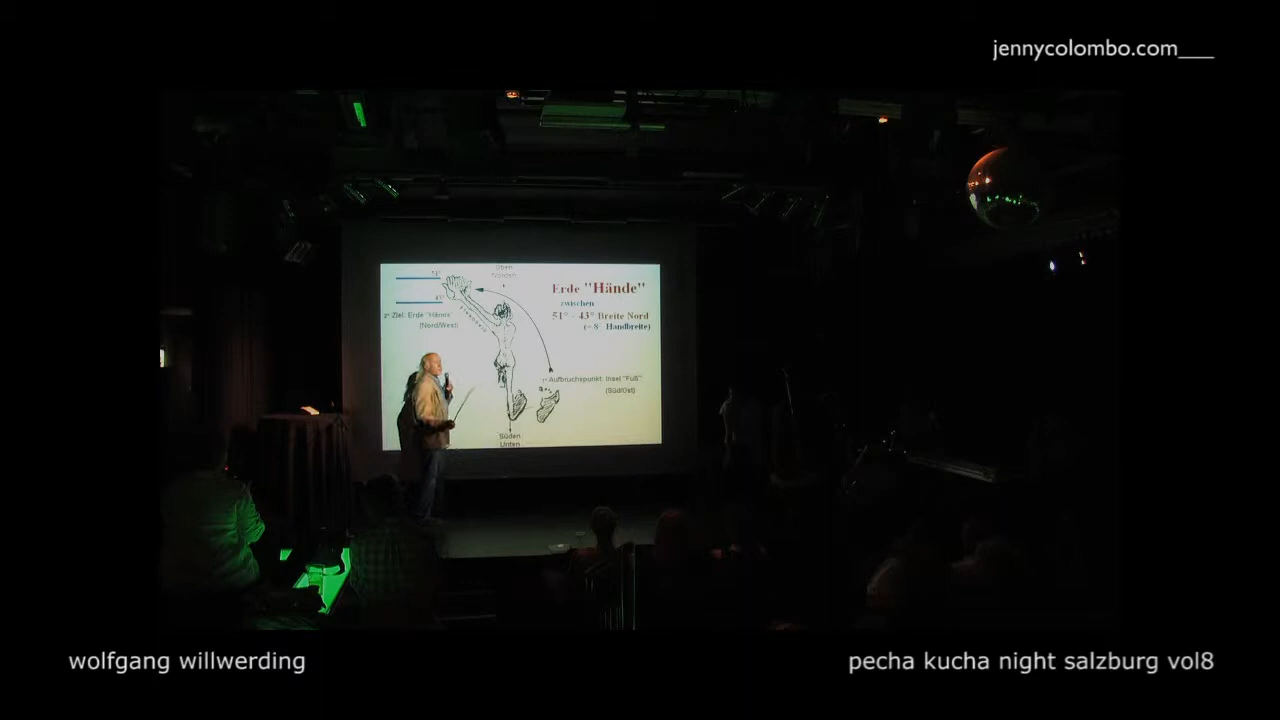 jennycolombo.com___
51°
Oben
Norden
Erde "Hände"
zwischen
51° - 43° Breite Nord
(= 8 Handbreite)
2° Ziel: Erde "Hände"
(Nord/West)
1° Aufbruchspunkt: Insel "Fuß"
(Süd/Ost)
Süden
Unten
wolfgang willwerding
pecha kucha night salzburg vol8